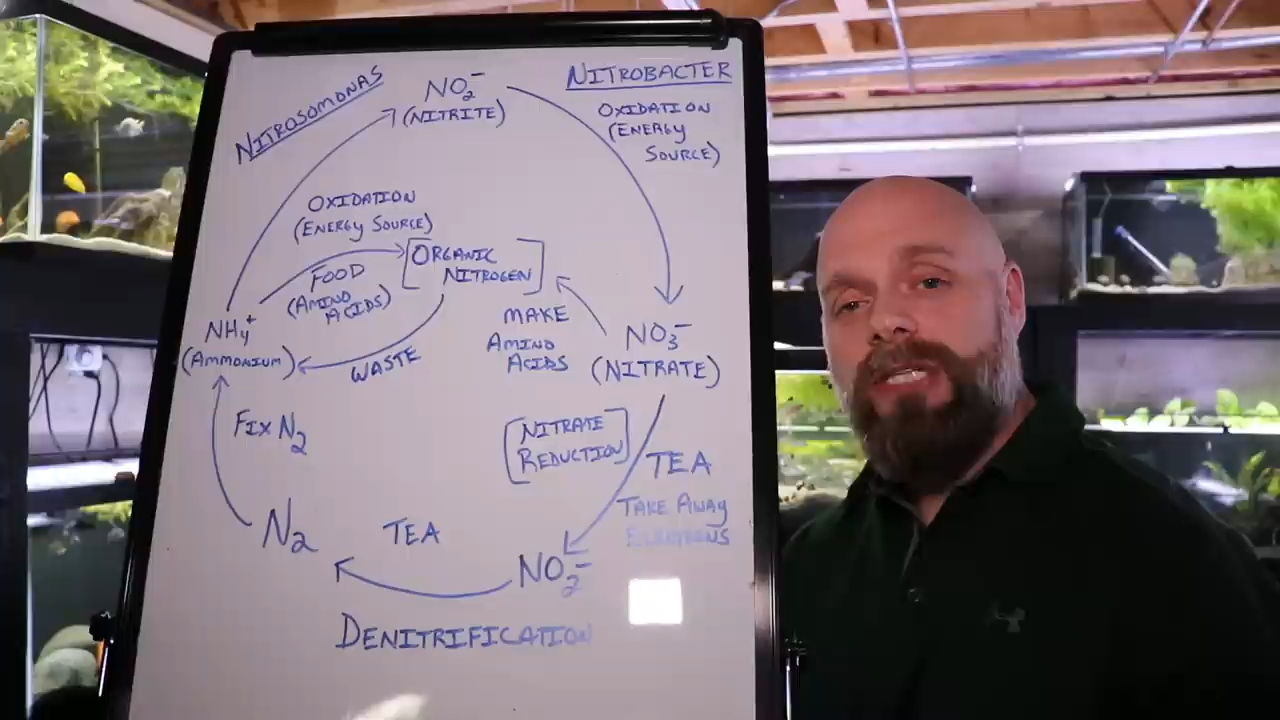 NITROSOMONAS
NO2-
(NITRITE)
NITROBACTER
OXIDATION
(ENERGY
SOURCE)
OXIDATION
(ENERGY SOURCE)
FOOD
(AMINO
ACIDS)
[ORGANIC
NITROGEN]
NH4+
(AMMONIUM)
WASTE
MAKE
AMINO
ACIDS
NO3-
(NITRATE)
[NITRATE
REDUCTION]
TEA
TAKE AWAY
ELECTRONS
FIX N2
N2
TEA
NO2-
DENITRIFICATION